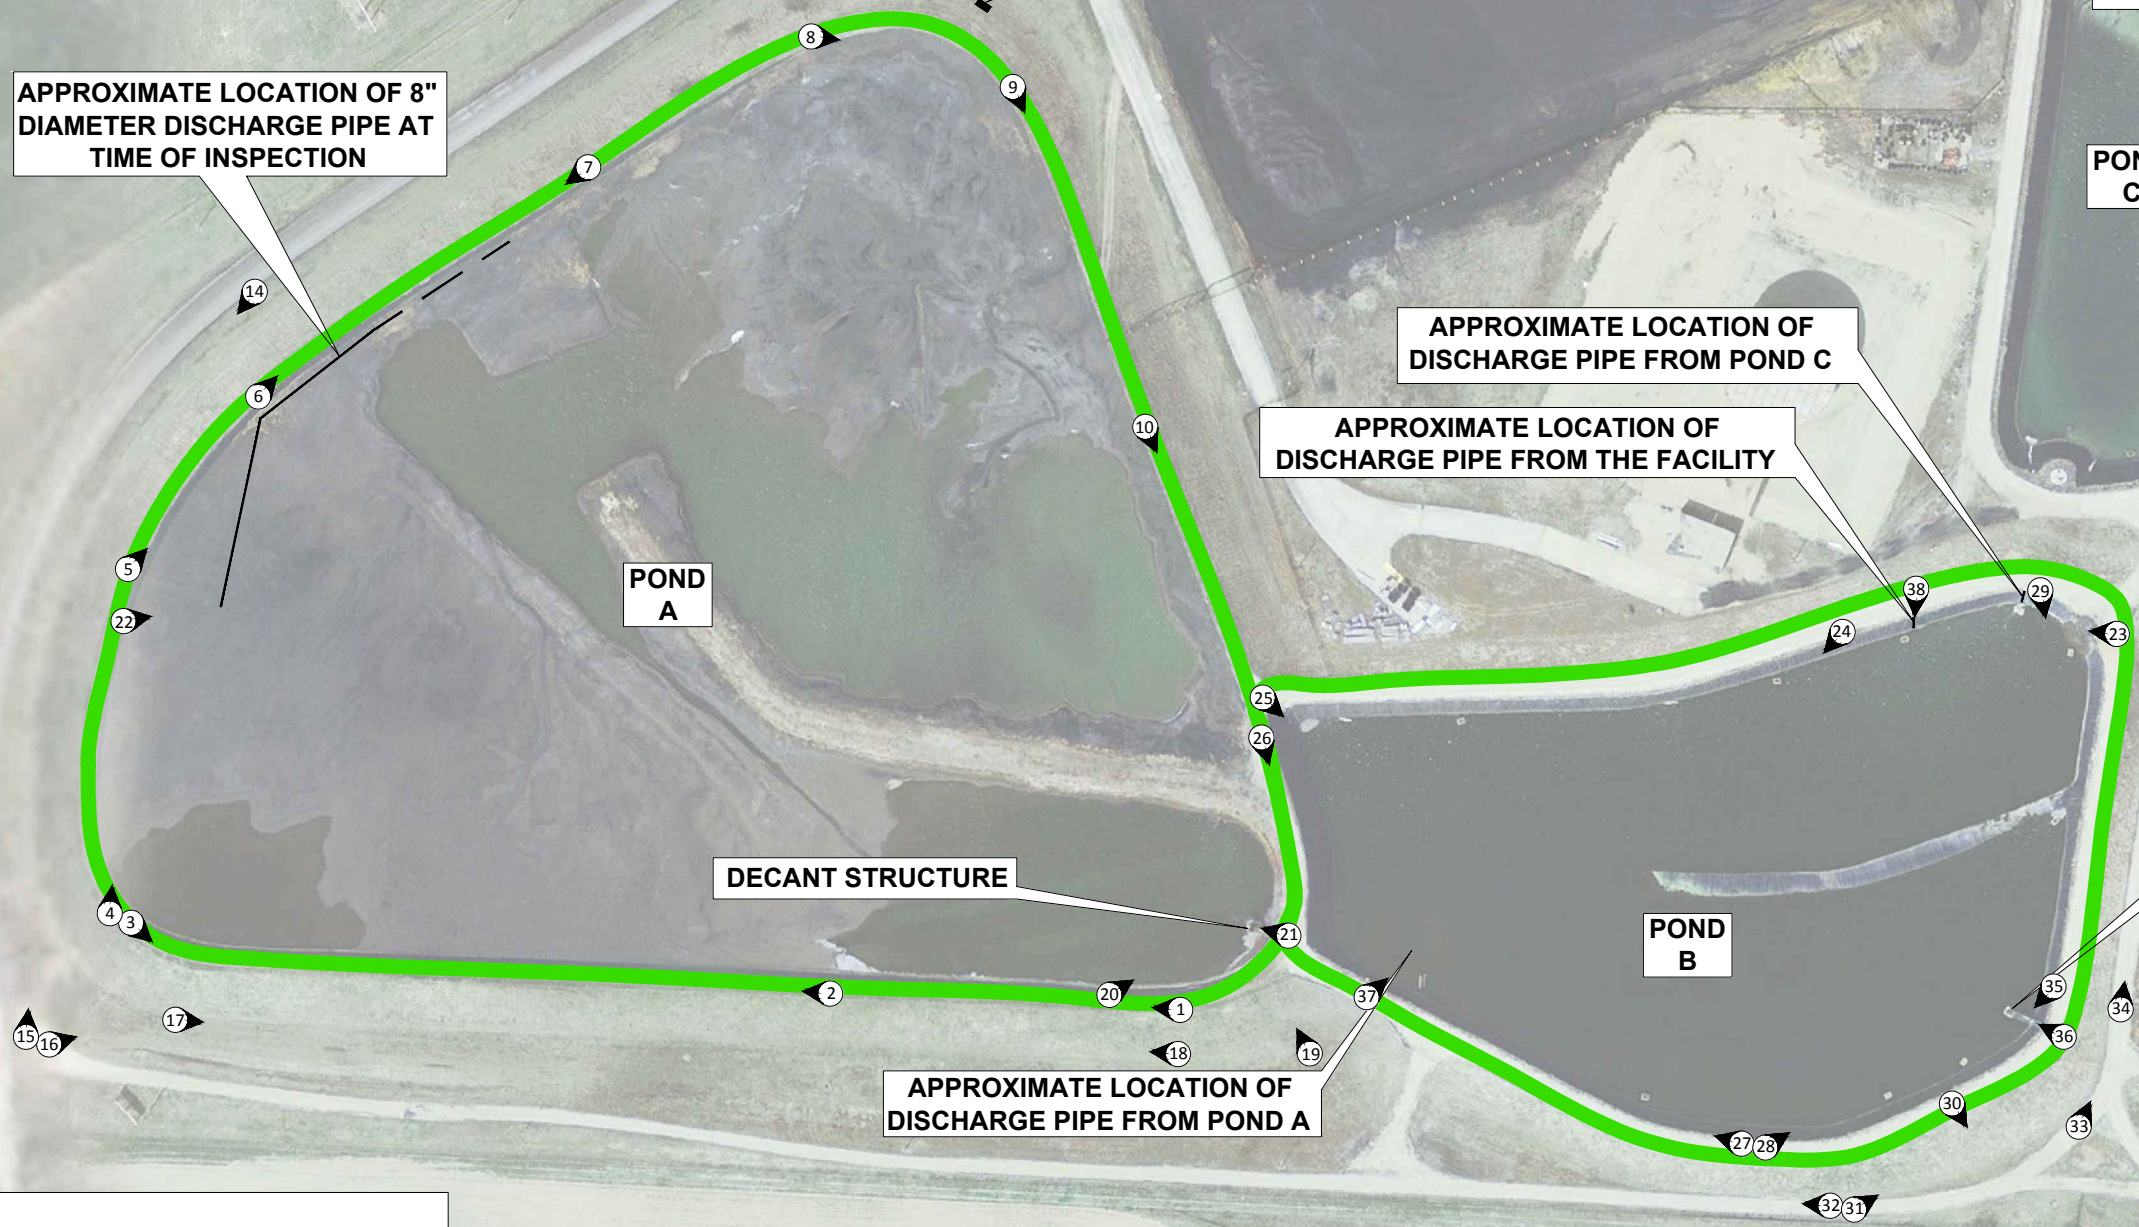 APPROXIMATE LOCATION OF 8"
DIAMETER DISCHARGE PIPE AT
TIME OF INSPECTION
8
9
7
14
6
10
5
22
POND
A
POND
C
APPROXIMATE LOCATION OF
DISCHARGE PIPE FROM POND C
APPROXIMATE LOCATION OF
DISCHARGE PIPE FROM THE FACILITY
38
29
24
23
25
26
DECANT STRUCTURE
4
3
21
POND
B
2
20
1
37
35
34
36
15
16
17
18
19
APPROXIMATE LOCATION OF
DISCHARGE PIPE FROM POND A
30
33
27
28
32
31